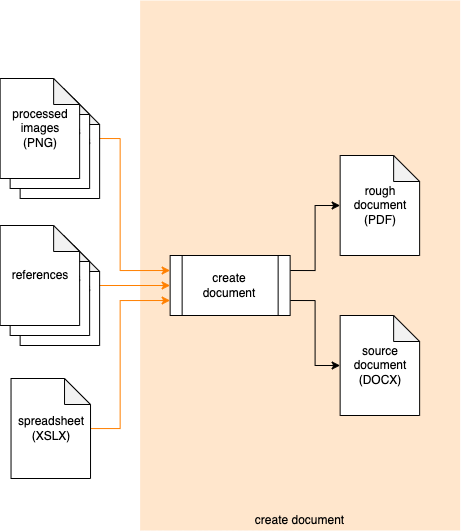 processed
images
(PNG)
references
spreadsheet
(XSLX)
create
document
rough
document
(PDF)
source
document
(DOCX)
create document